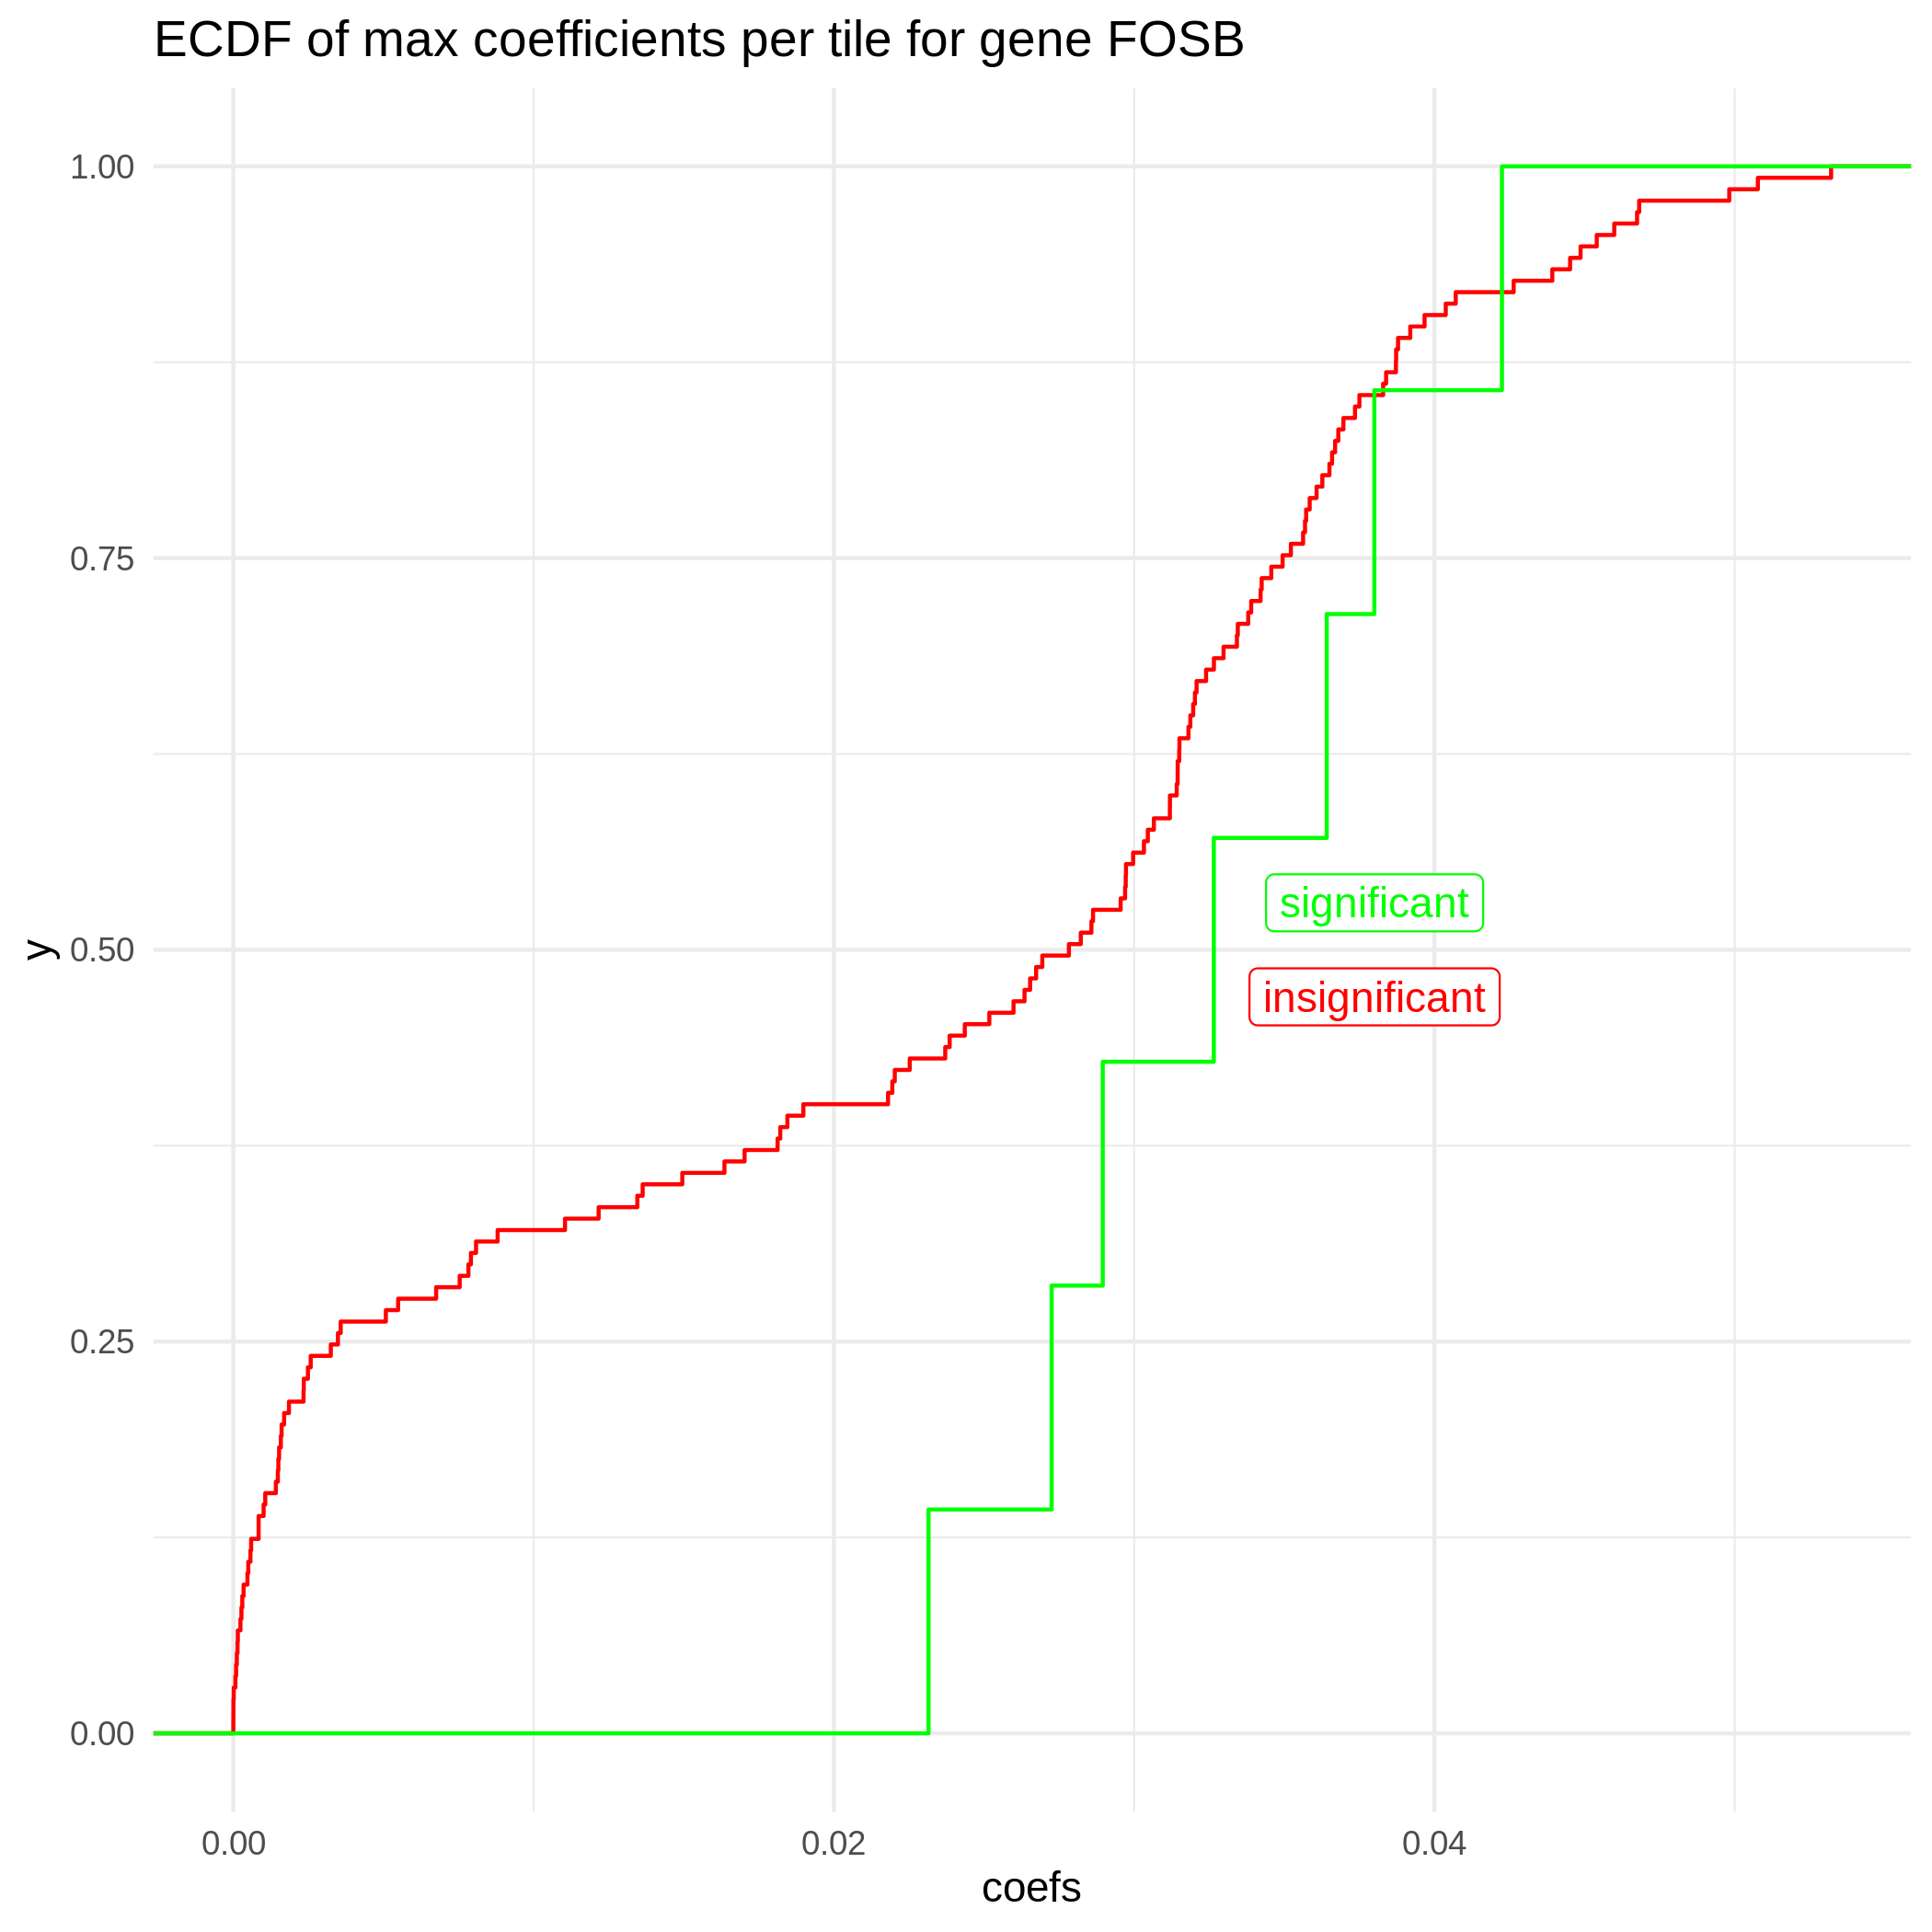 ECDF of max coefficients per tile for gene FOSB
1.00
0.75
0.50
0.25
0.00
y
significant
insignificant
0.00
0.02
0.04
coefs